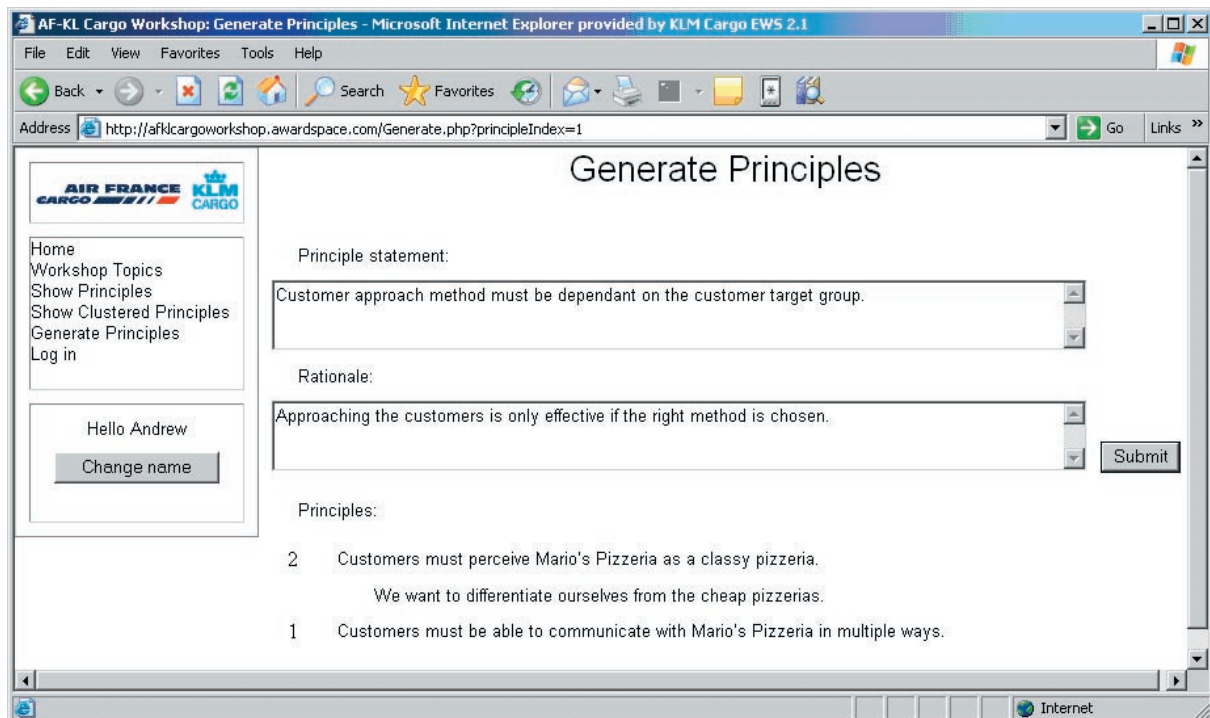 AF-KL Cargo Workshop: Generate Principles - Microsoft Internet Explorer provided by KLM Cargo EWS 2.1
File Edit View Favorites Tools Help
Back Search Favorites
Address http://afklcargoworkshop.awardspace.com/Generate.php?principleIndex=1 Go Links »
AIR FRANCE KLM
CARGO CARGO
Home
Workshop Topics
Show Principles
Show Clustered Principles
Generate Principles
Log in
Hello Andrew
Change name
Generate Principles
Principle statement:
Customer approach method must be dependant on the customer target group.
Rationale:
Approaching the customers is only effective if the right method is chosen.
Submit
Principles:
2 Customers must perceive Mario's Pizzeria as a classy pizzeria.
We want to differentiate ourselves from the cheap pizzerias.
1 Customers must be able to communicate with Mario's Pizzeria in multiple ways.
Internet